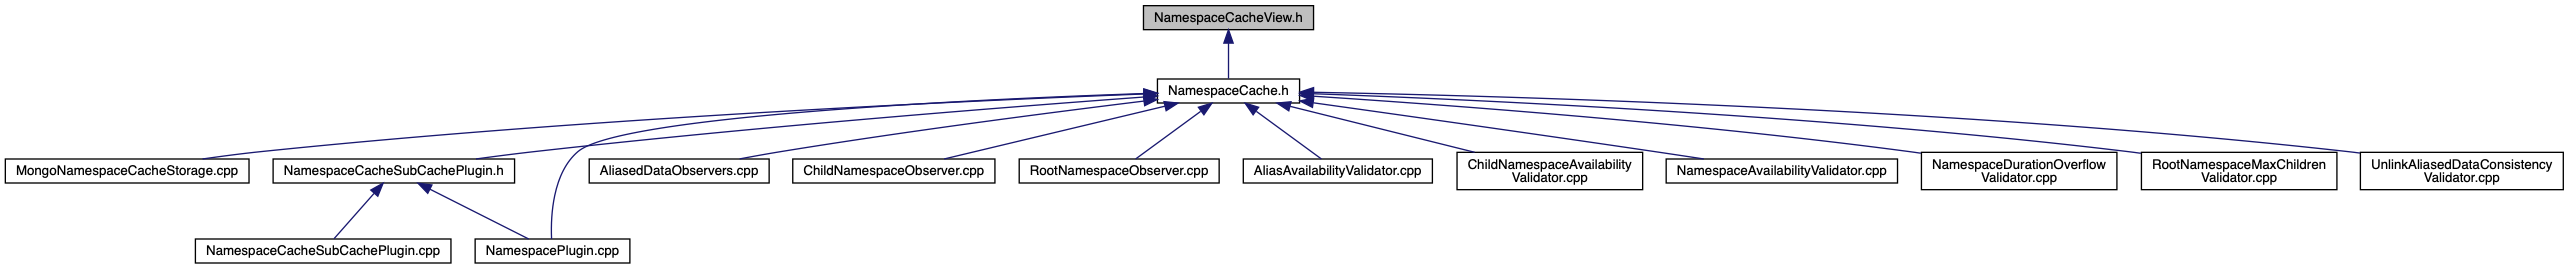 NamespaceCacheView.h
NamespaceCache.h
MongoNamespaceCacheStorage.cpp
NamespaceCacheSubCachePlugin.h
AliasedDataObservers.cpp
ChildNamespaceObserver.cpp
RootNamespaceObserver.cpp
AliasAvailabilityValidator.cpp
ChildNamespaceAvailability
Validator.cpp
NamespaceAvailabilityValidator.cpp
NamespaceDurationOverflow
Validator.cpp
RootNamespaceMaxChildren
Validator.cpp
UnlinkAliasedDataConsistency
Validator.cpp
NamespaceCacheSubCachePlugin.cpp
NamespacePlugin.cpp